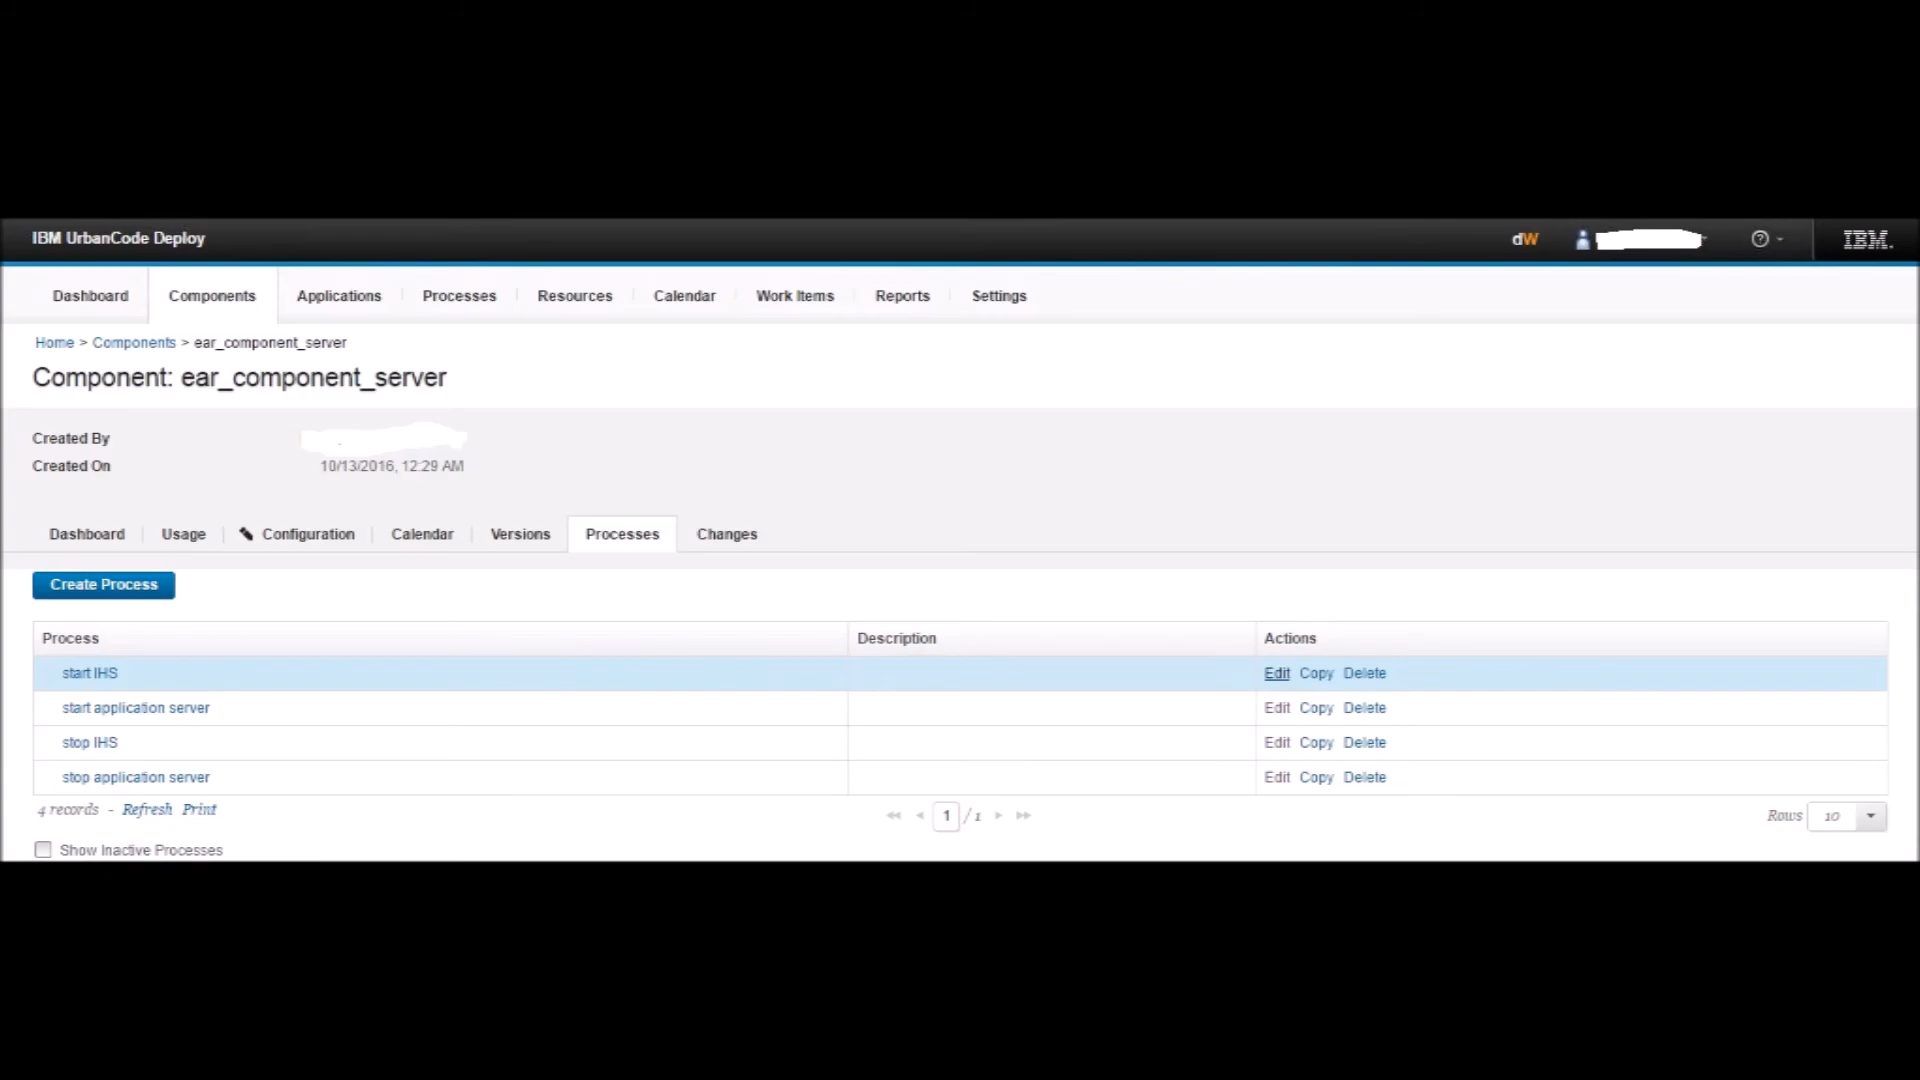 IBM UrbanCode Deploy dW IBM.
Dashboard Components Applications Processes Resources Calendar Work Items Reports Settings
Home > Components > ear_component_server
Component: ear_component_server
Created By
Created On 10/13/2016, 12:29 AM
Dashboard Usage Configuration Calendar Versions Processes Changes
Create Process
Process Description Actions
start IHS Edit Copy Delete
start application server Edit Copy Delete
stop IHS Edit Copy Delete
stop application server Edit Copy Delete
4 records - Refresh Print 1 / 1 Rows 10
Show Inactive Processes